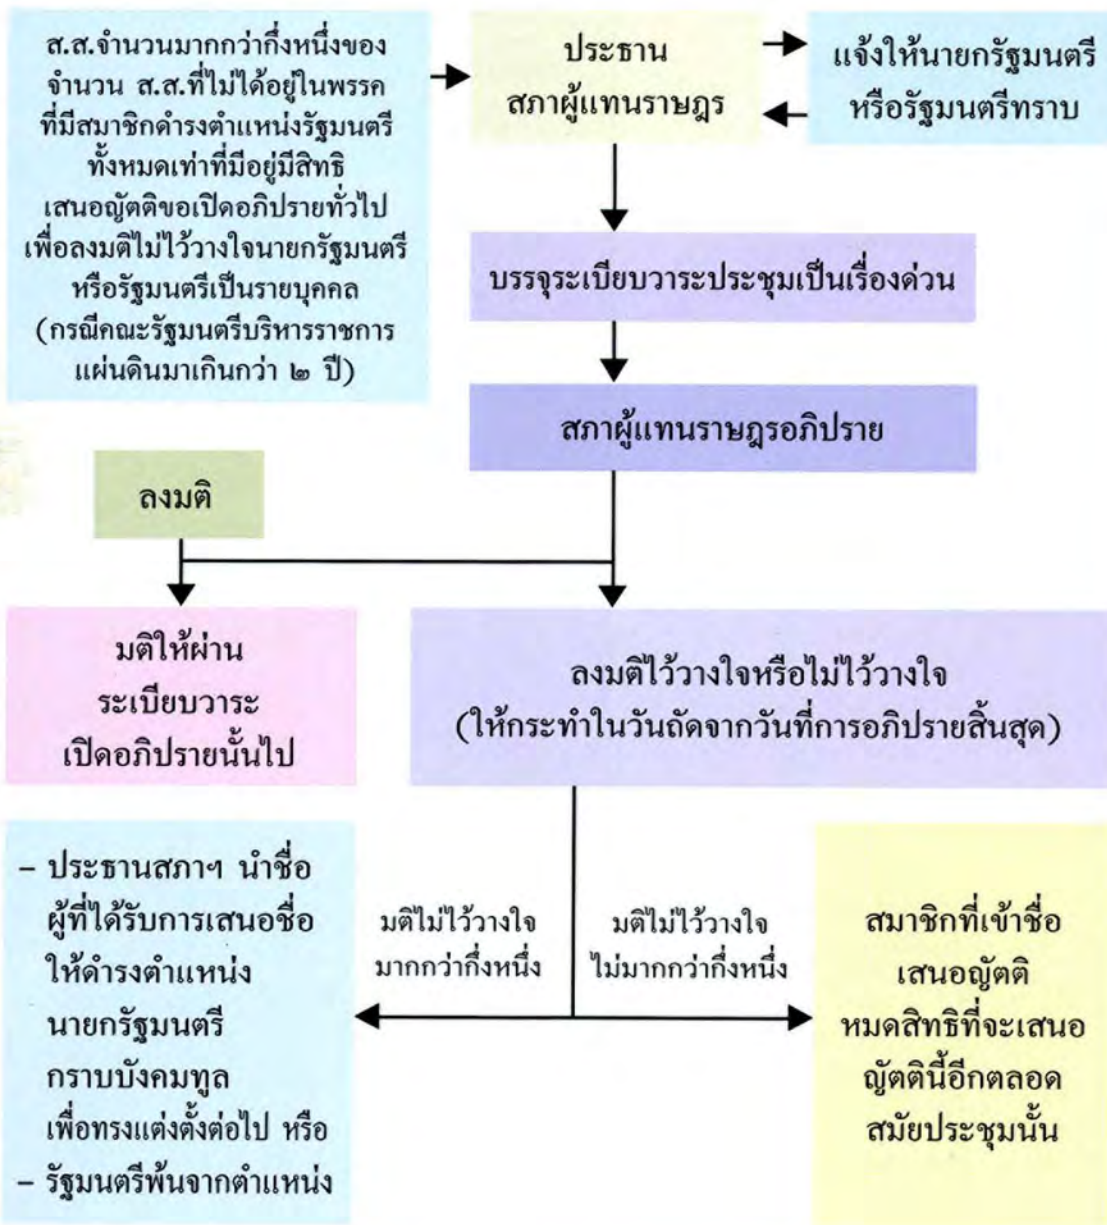 ส.ส.จำนวนมากกว่ากึ่งหนึ่งของ
จำนวน ส.ส.ที่ไม่ได้อยู่ในพรรค
ที่มีสมาชิกดำรงตำแหน่งรัฐมนตรี
ทั้งหมดเท่าที่มีอยู่มีสิทธิ
เสนอญัตติขอเปิดอภิปรายทั่วไป
เพื่อลงมติไม่ไว้วางใจนายกรัฐมนตรี
หรือรัฐมนตรีเป็นรายบุคคล
(กรณีคณะรัฐมนตรีบริหารราชการ
แผ่นดินมาเกินกว่า ๒ ปี)
ประธาน
สภาผู้แทนราษฎร
แจ้งให้นายกรัฐมนตรี
หรือรัฐมนตรีทราบ
บรรจุระเบียบวาระประชุมเป็นเรื่องด่วน
สภาผู้แทนราษฎรอภิปราย
ลงมติ
มติให้ผ่าน
ระเบียบวาระ
เปิดอภิปรายนั้นไป
ลงมติไว้วางใจหรือไม่ไว้วางใจ
(ให้กระทำในวันถัดจากวันที่การอภิปรายสิ้นสุด)
– ประธานสภาฯ นำชื่อ
ผู้ที่ได้รับการเสนอชื่อ
ให้ดำรงตำแหน่ง
นายกรัฐมนตรี
กราบบังคมทูล
เพื่อทรงแต่งตั้งต่อไป หรือ
– รัฐมนตรีพ้นจากตำแหน่ง
มติไม่ไว้วางใจ
มากกว่ากึ่งหนึ่ง
มติไม่ไว้วางใจ
ไม่มากกว่ากึ่งหนึ่ง
สมาชิกที่เข้าชื่อ
เสนอญัตติ
หมดสิทธิที่จะเสนอ
ญัตตินี้อีกตลอด
สมัยประชุมนั้น